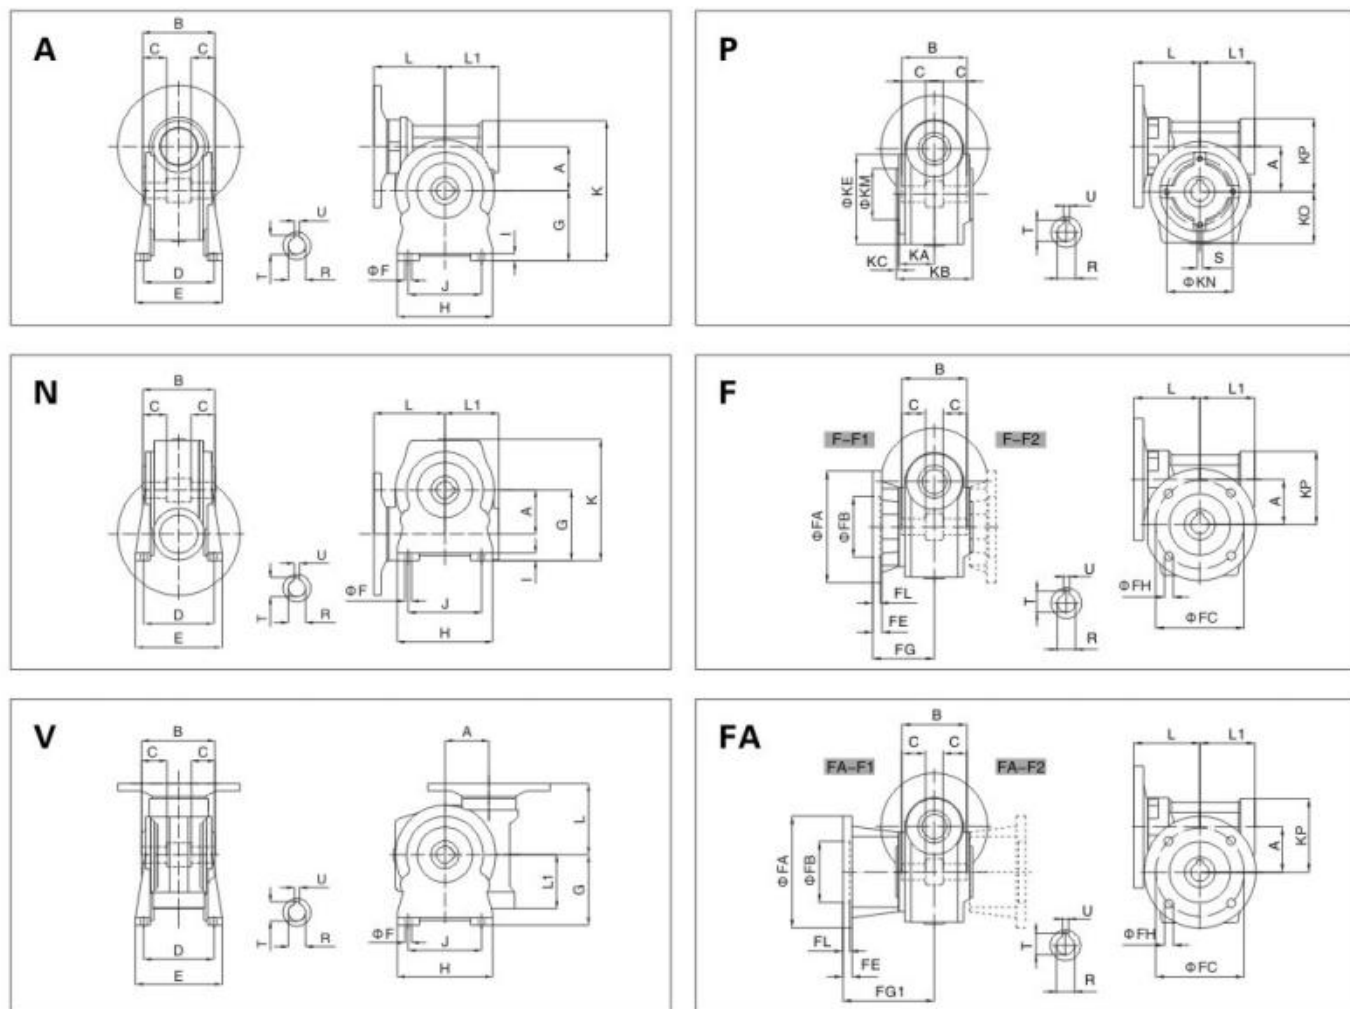 A
B
C C
D
E
U
T
R
L L1
A
K
G
I
ΦF
J
H
P
B
C C
ΦKE
ΦKM
KA
KC
KB
U
T
R
L L1
KP
A
KO
S
ΦKN
N
B
C C
D
E
U
T
R
L L1
K
A
G
I
ΦF
J
H
F
B
C C
F-F1
F-F2
ΦFA
ΦFB
FL
FE
FG
U
T
R
L L1
KP
A
ΦFH
ΦFC
V
B
C C
D
E
U
T
R
A
L
L1
G
ΦF
J
H
FA
B
C C
FA-F1
FA-F2
ΦFA
ΦFB
FL
FE
FG1
U
T
R
L L1
KP
A
ΦFH
ΦFC